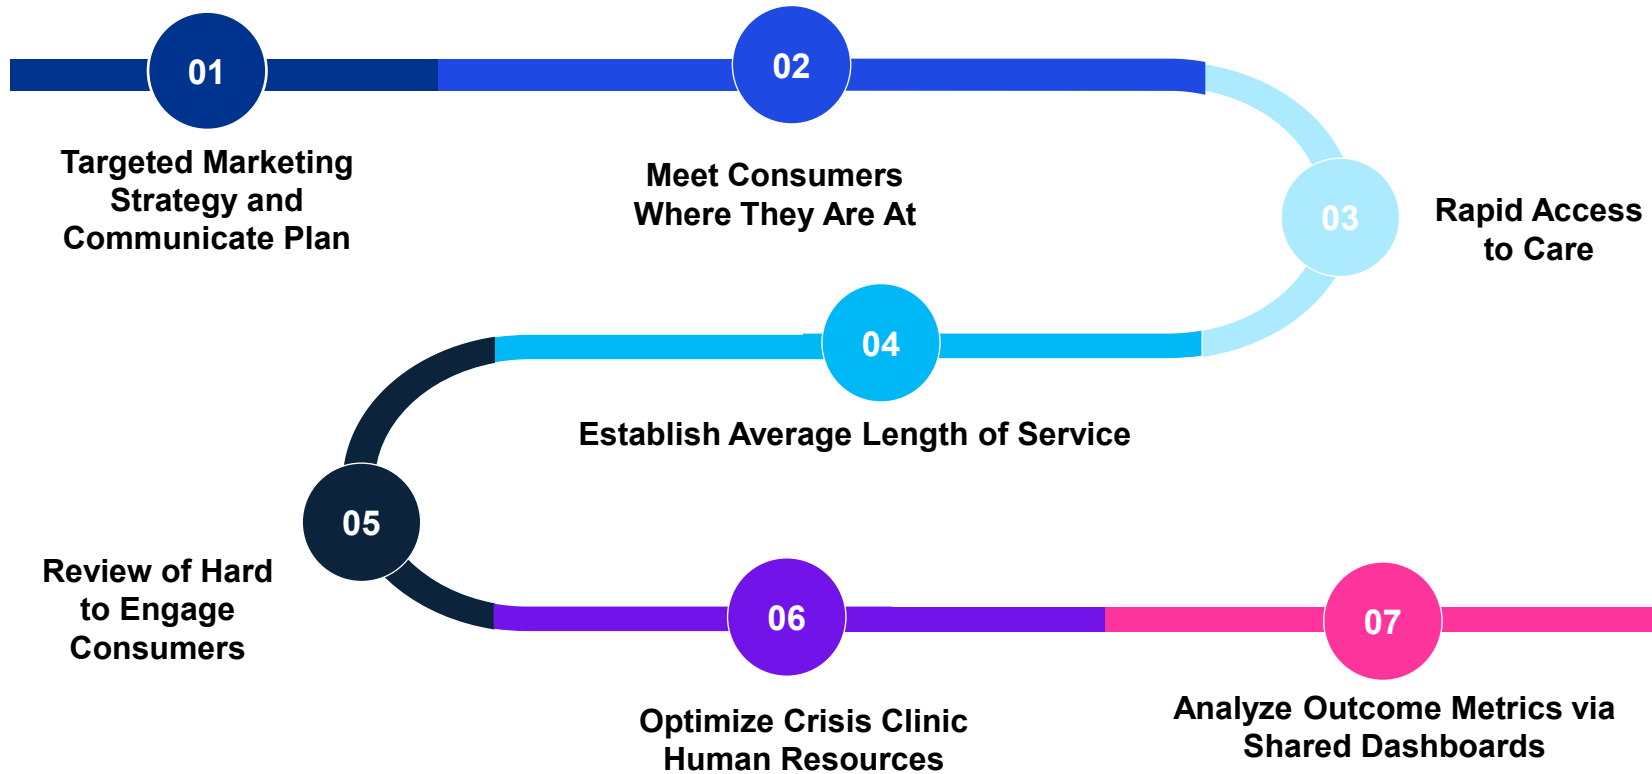 01
Targeted Marketing
Strategy and
Communicate Plan
02
Meet Consumers
Where They Are At
03
Rapid Access
to Care
04
Establish Average Length of Service
05
Review of Hard
to Engage
Consumers
06
Optimize Crisis Clinic
Human Resources
07
Analyze Outcome Metrics via
Shared Dashboards